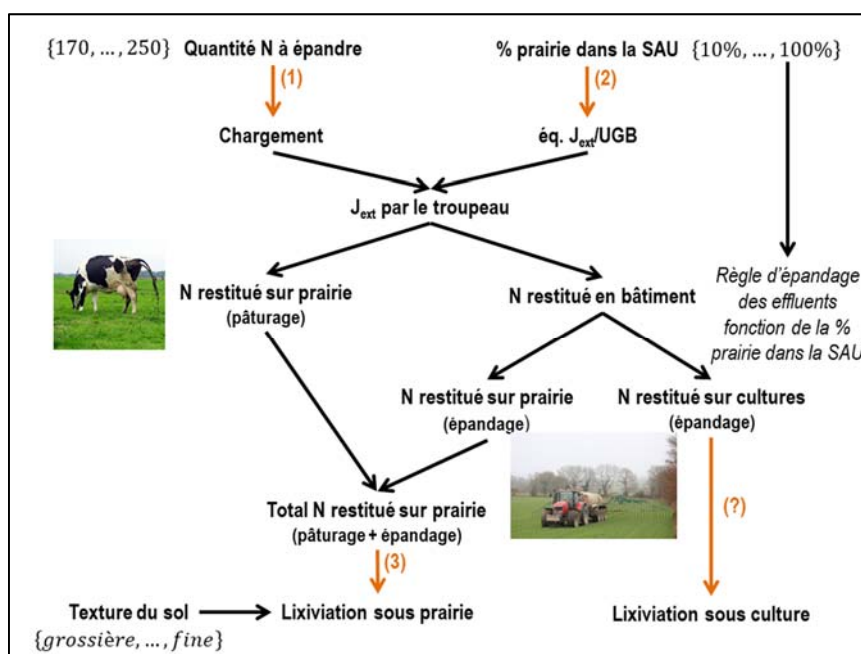 {170, ..., 250} Quantité N à épandre % prairie dans la SAU {10%, ..., 100%}
(1) (2)
Chargement éq. Jext/UGB
Jext par le troupeau
N restitué sur prairie
(pâturage)
N restitué en bâtiment
Règle d'épandage
des effluents
fonction de la %
prairie dans la SAU
N restitué sur prairie
(épandage)
N restitué sur cultures
(épandage)
Total N restitué sur prairie
(pâturage + épandage)
(?)
(3)
Texture du sol Lixiviation sous prairie Lixiviation sous culture
{grossière, ..., fine}